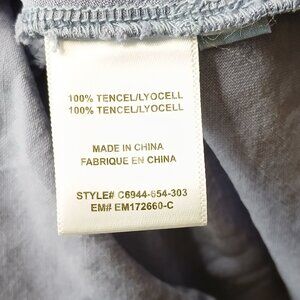 100% TENCEL/LYOCELL
100% TENCEL/LYOCELL
MADE IN CHINA
FABRIQUE EN CHINA
STYLE# C6944-654-303
EM# EM172660-C